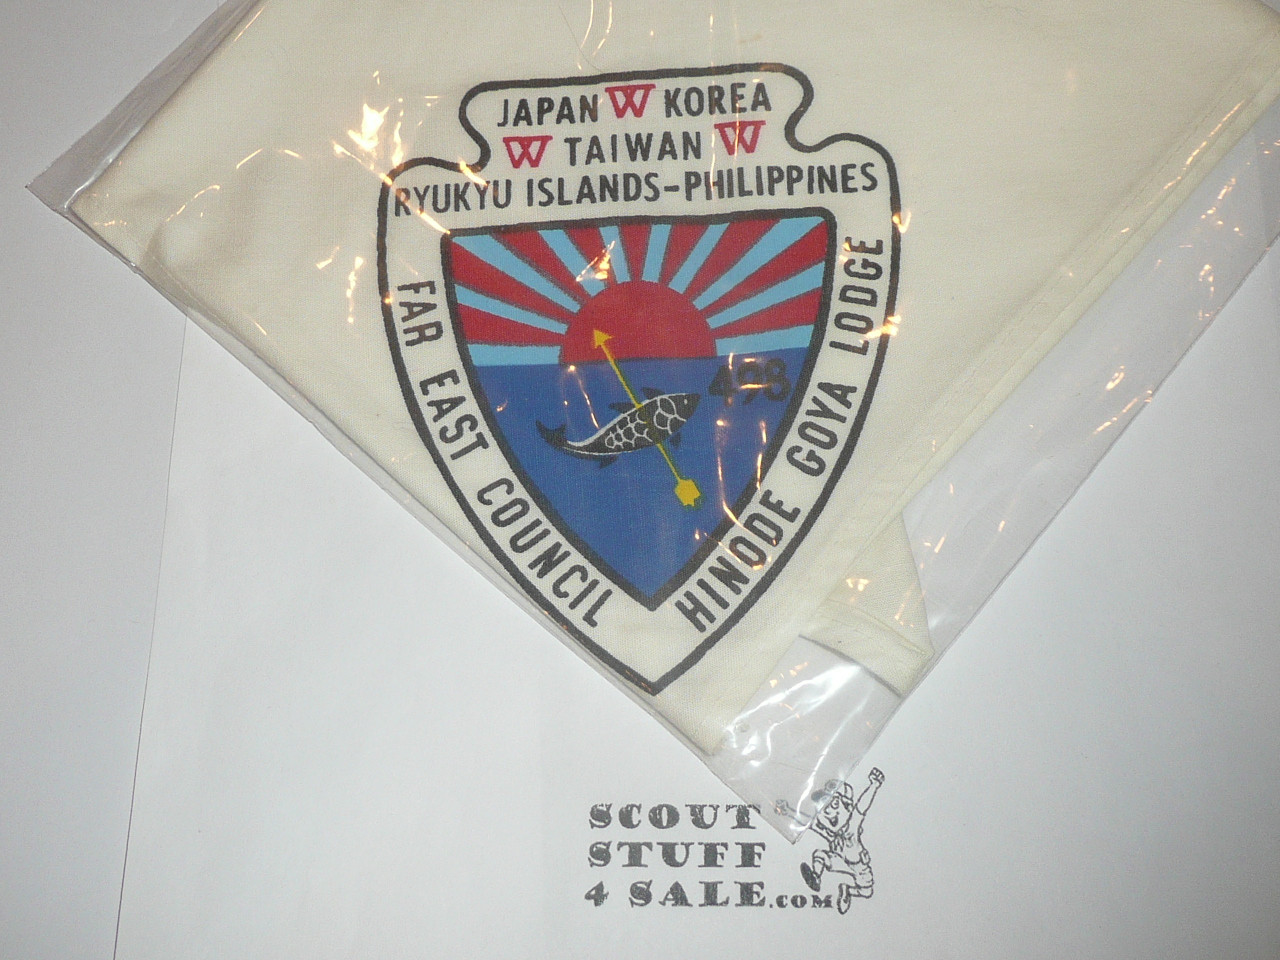 JAPAN W KOREA
W TAIWAN W
RYUKYU ISLANDS-PHILIPPINES
FAR EAST COUNCIL
HINODE GOYA LODGE
498
SCOUT
STUFF
4 SALE.COM